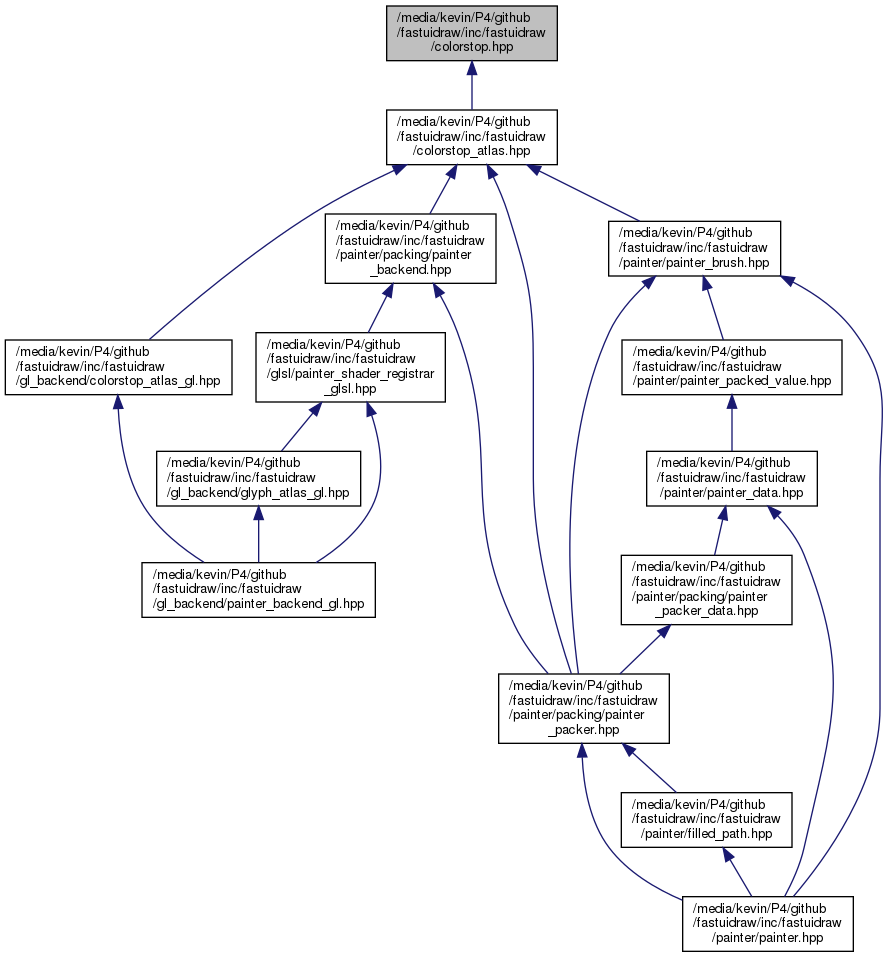 /media/kevin/P4/github
/fastuidraw/inc/fastuidraw
/colorstop.hpp
/media/kevin/P4/github
/fastuidraw/inc/fastuidraw
/colorstop_atlas.hpp
/media/kevin/P4/github
/fastuidraw/inc/fastuidraw
/painter/packing/painter
_backend.hpp
/media/kevin/P4/github
/fastuidraw/inc/fastuidraw
/painter/painter_brush.hpp
/media/kevin/P4/github
/fastuidraw/inc/fastuidraw
/gl_backend/colorstop_atlas_gl.hpp
/media/kevin/P4/github
/fastuidraw/inc/fastuidraw
/glsl/painter_shader_registrar
_glsl.hpp
/media/kevin/P4/github
/fastuidraw/inc/fastuidraw
/painter/painter_packed_value.hpp
/media/kevin/P4/github
/fastuidraw/inc/fastuidraw
/gl_backend/glyph_atlas_gl.hpp
/media/kevin/P4/github
/fastuidraw/inc/fastuidraw
/painter/painter_data.hpp
/media/kevin/P4/github
/fastuidraw/inc/fastuidraw
/gl_backend/painter_backend_gl.hpp
/media/kevin/P4/github
/fastuidraw/inc/fastuidraw
/painter/packing/painter
_packer_data.hpp
/media/kevin/P4/github
/fastuidraw/inc/fastuidraw
/painter/packing/painter
_packer.hpp
/media/kevin/P4/github
/fastuidraw/inc/fastuidraw
/painter/filled_path.hpp
/media/kevin/P4/github
/fastuidraw/inc/fastuidraw
/painter/painter.hpp